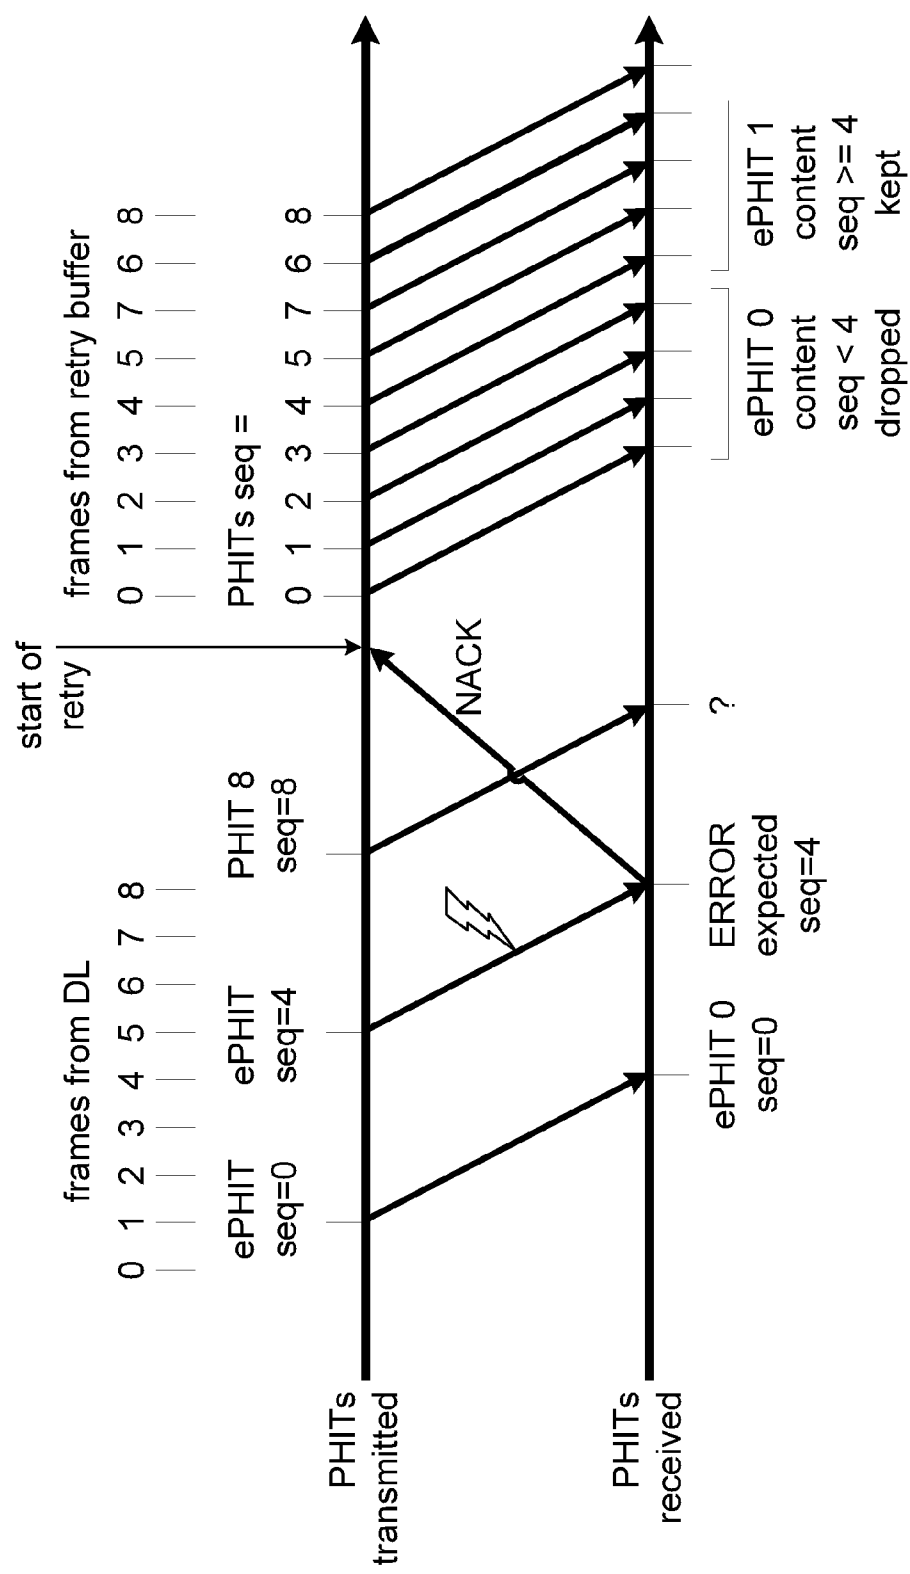 start of
retry
frames from DL
frames from retry buffer
0 1 2 3 4 5 6 7 8
0 1 2 3 4 5 7 6 8
ePHIT
seq=0
ePHIT
seq=4
PHIT 8
seq=8
PHITs seq =
0 1 2 3 4 5 7 6 8
PHITs
transmitted
NACK
PHITs
received
ePHIT 0
seq=0
ERROR
expected
seq=4
?
ePHIT 0
content
seq < 4
dropped
ePHIT 1
content
seq >= 4
kept